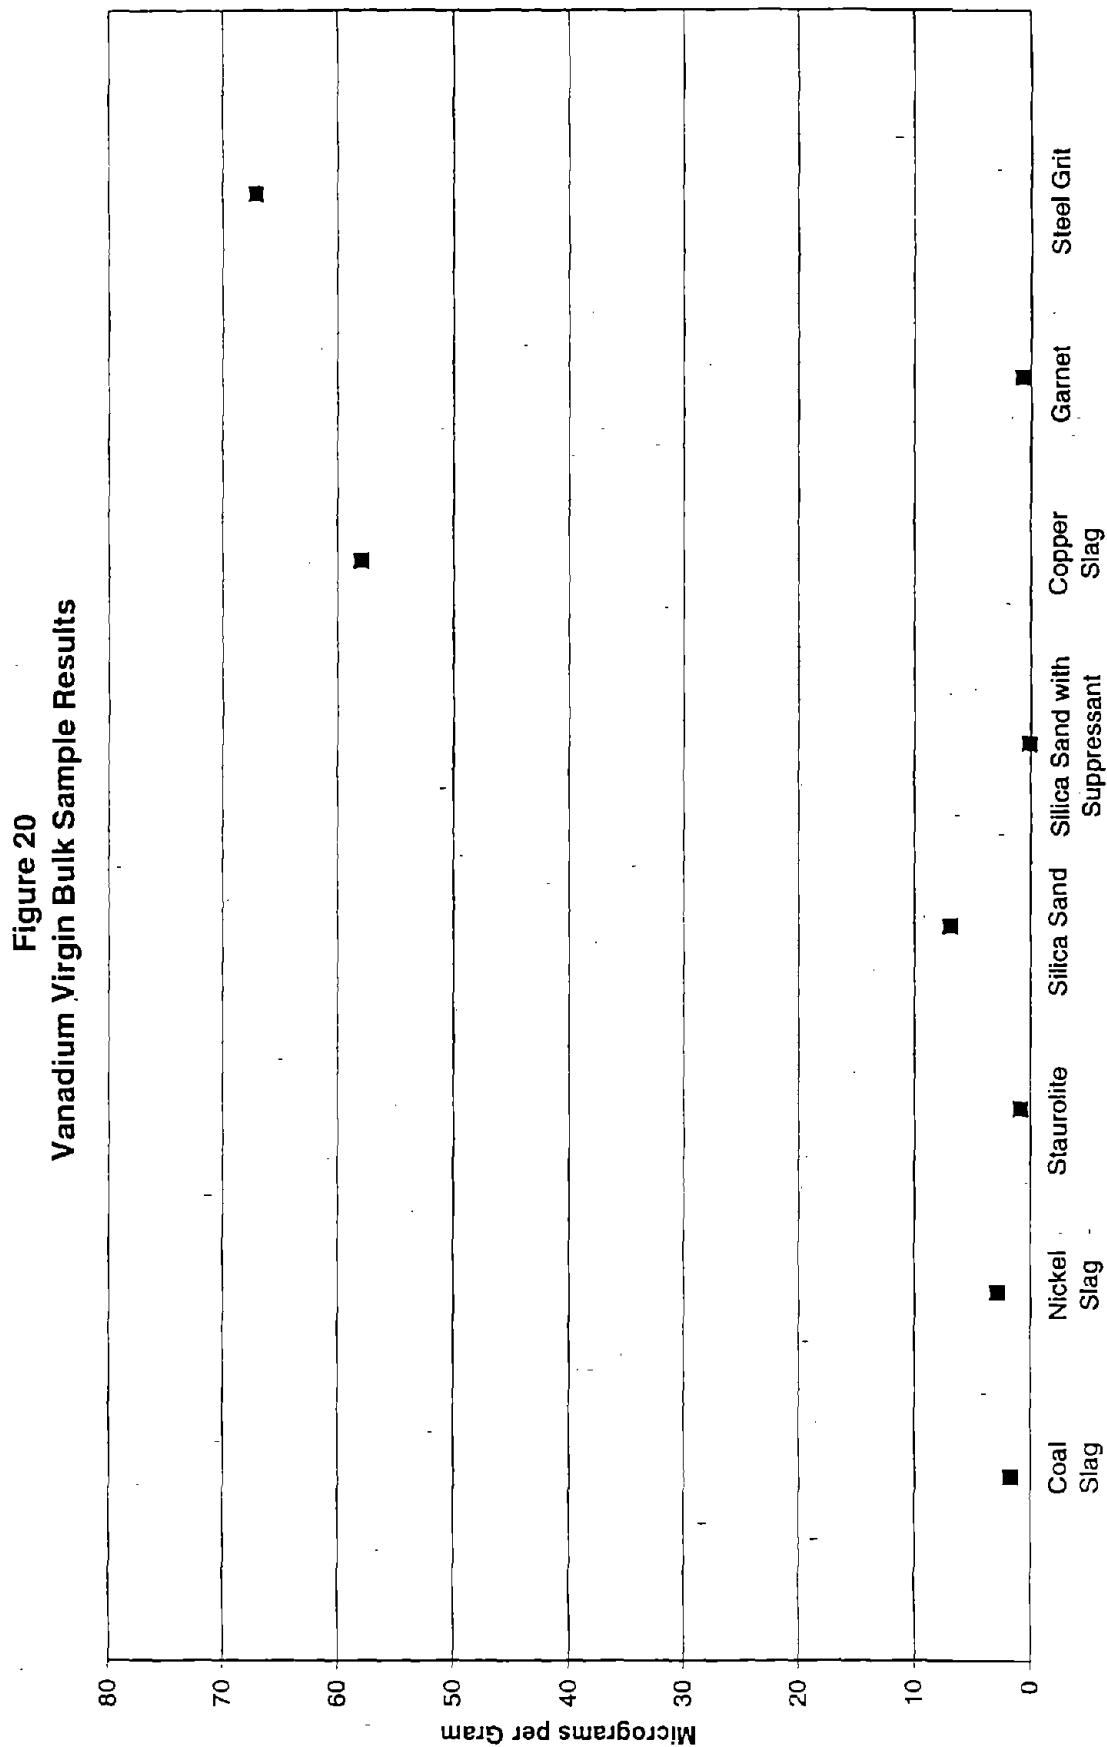 Figure 20
Vanadium Virgin Bulk Sample Results
Micrograms per Gram
80
70
60
50
40
30
20
10
0
Coal
Slag
Nickel
Slag
Staurolite
Silica Sand
Silica Sand with
Suppressant
Copper
Slag
Garnet
Steel Grit